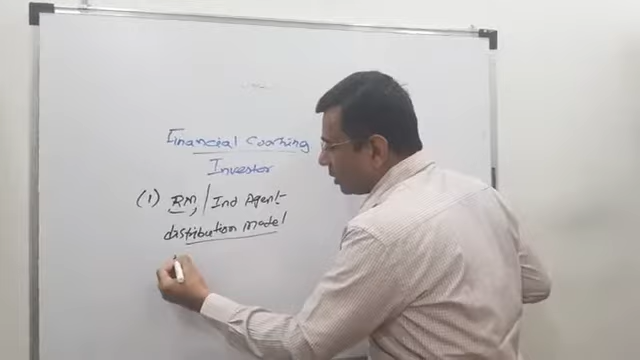 Financial Coaching
Investor
(1) RM, / Ind Agent-
distribution model